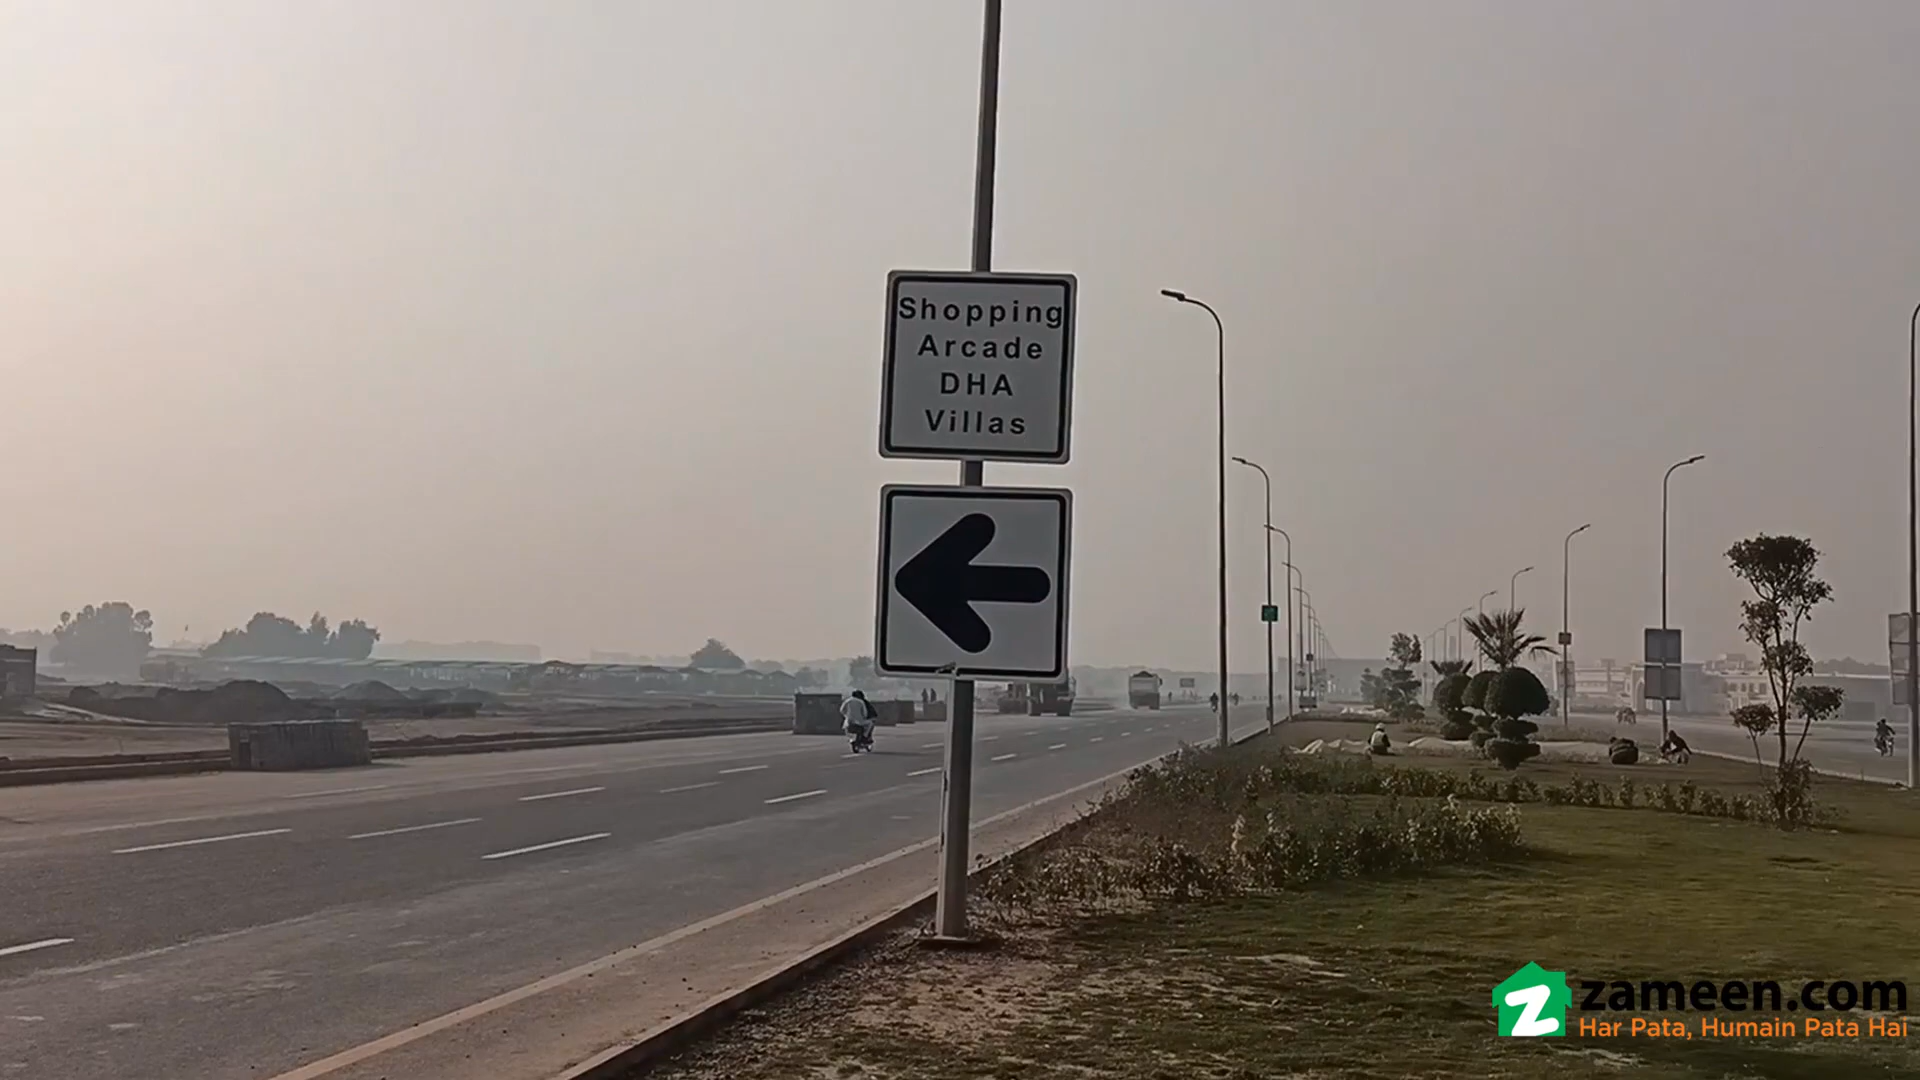 Shopping
Arcade
DHA
Villas
zameen.com
Har Pata, Humain Pata Hai